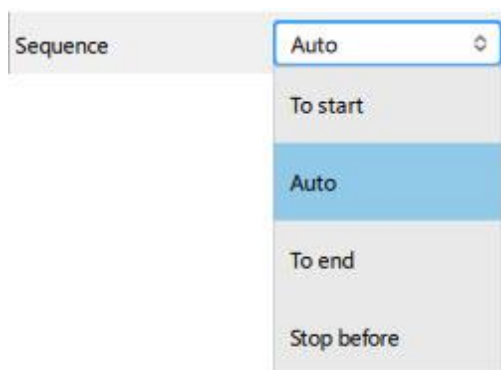 Sequence
Auto
To start
Auto
To end
Stop before